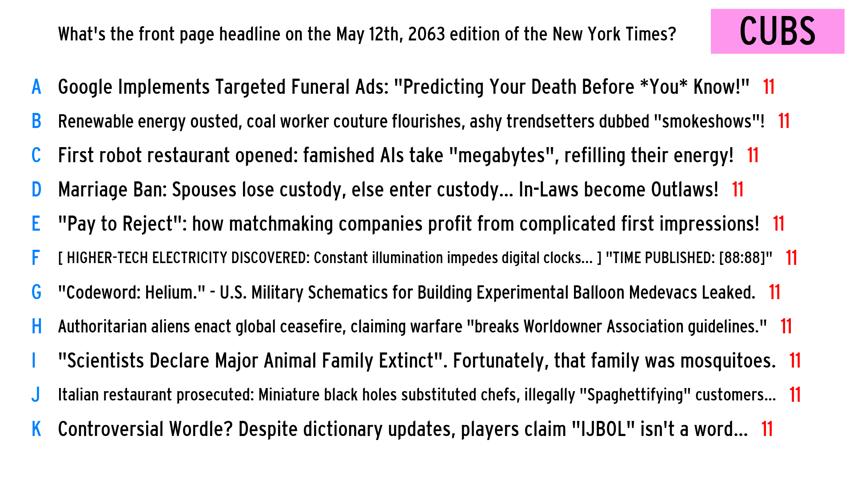 What's the front page headline on the May 12th, 2063 edition of the New York Times?
CUBS
A Google Implements Targeted Funeral Ads: "Predicting Your Death Before *You* Know!" 11
B Renewable energy ousted, coal worker couture flourishes, ashy trendsetters dubbed "smokeshows"! 11
C First robot restaurant opened: famished AIs take "megabytes", refilling their energy! 11
D Marriage Ban: Spouses lose custody, else enter custody... In-Laws become Outlaws! 11
E "Pay to Reject": how matchmaking companies profit from complicated first impressions! 11
F [ HIGHER-TECH ELECTRICITY DISCOVERED: Constant illumination impedes digital clocks... ] "TIME PUBLISHED: [88:88]" 11
G "Codeword: Helium." - U.S. Military Schematics for Building Experimental Balloon Medevacs Leaked. 11
H Authoritarian aliens enact global ceasefire, claiming warfare "breaks Worldowner Association guidelines." 11
I "Scientists Declare Major Animal Family Extinct". Fortunately, that family was mosquitoes. 11
J Italian restaurant prosecuted: Miniature black holes substituted chefs, illegally "Spaghettifying" customers... 11
K Controversial Wordle? Despite dictionary updates, players claim "IJBOL" isn't a word... 11